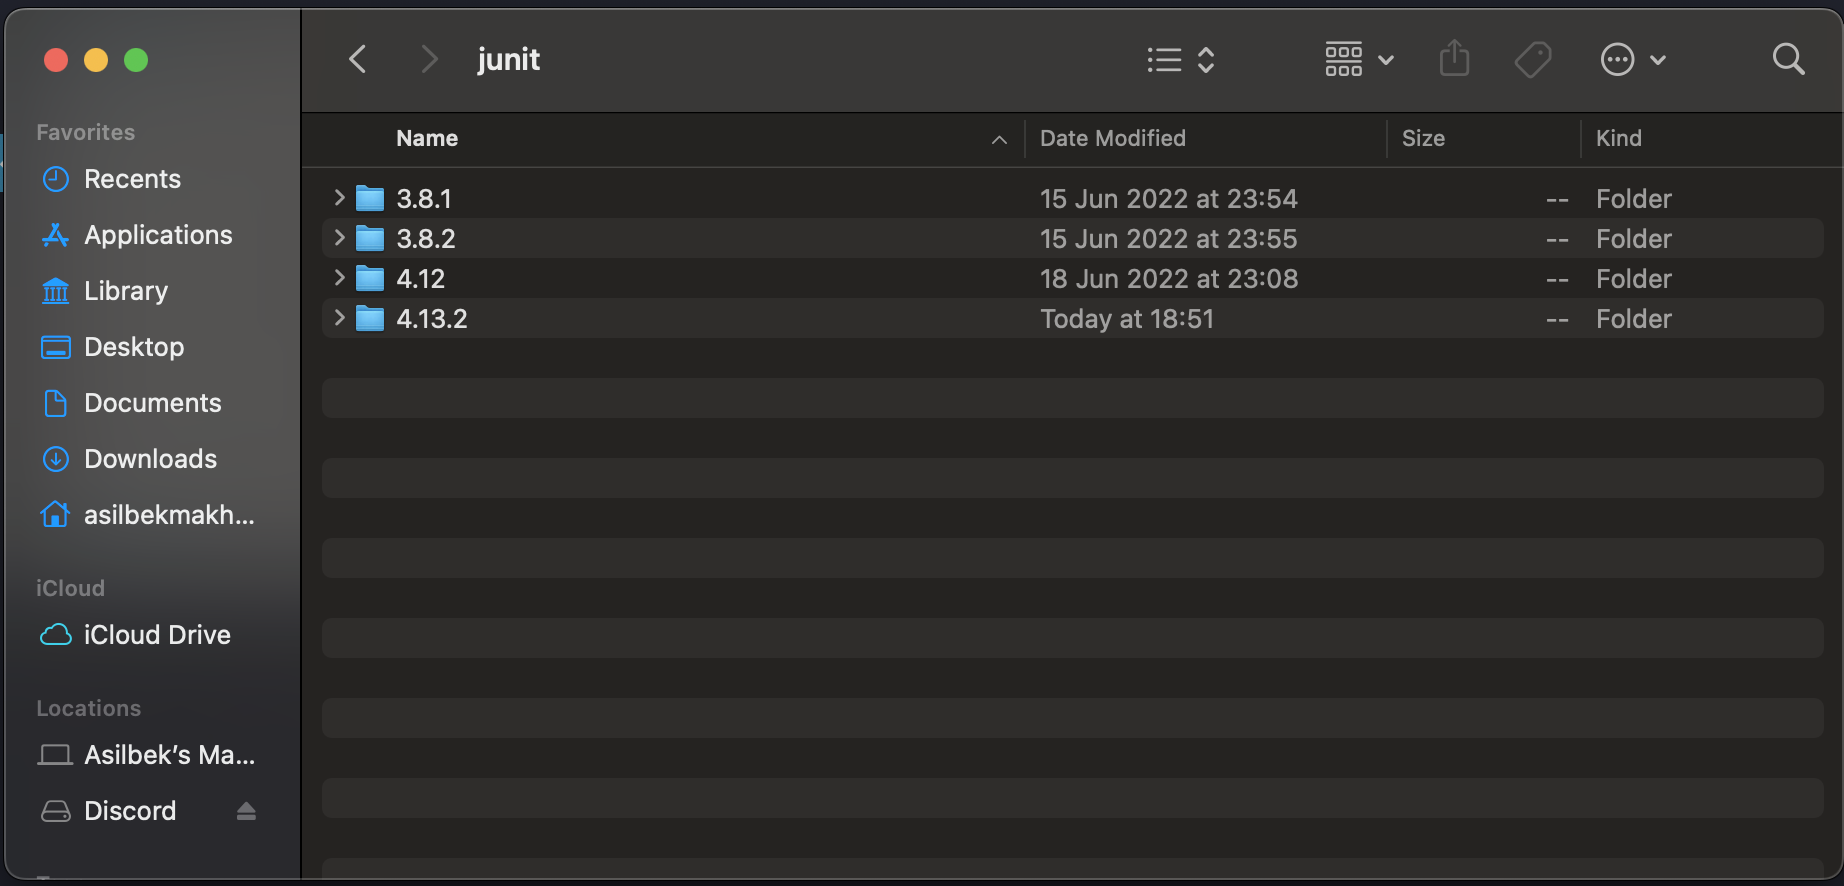 junit
Favorites
Recents
Applications
Library
Desktop
Documents
Downloads
asilbekmakh...
iCloud
iCloud Drive
Locations
Asilbek’s Ma...
Discord
Name Date Modified Size Kind
3.8.1 15 Jun 2022 at 23:54 -- Folder
3.8.2 15 Jun 2022 at 23:55 -- Folder
4.12 18 Jun 2022 at 23:08 -- Folder
4.13.2 Today at 18:51 -- Folder